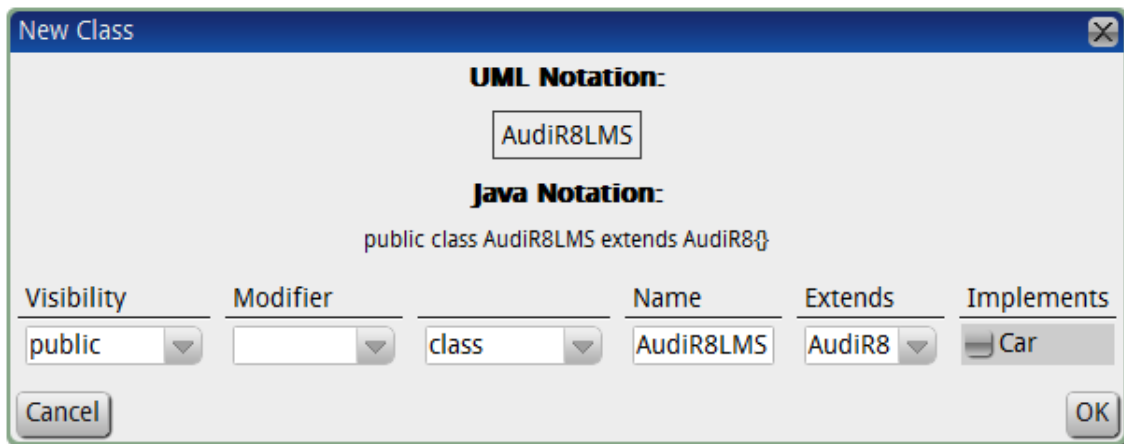 New Class
UML Notation:
AudiR8LMS
Java Notation:
public class AudiR8LMS extends AudiR8{}
Visibility Modifier Name Extends Implements
public class AudiR8LMS AudiR8 Car
Cancel OK